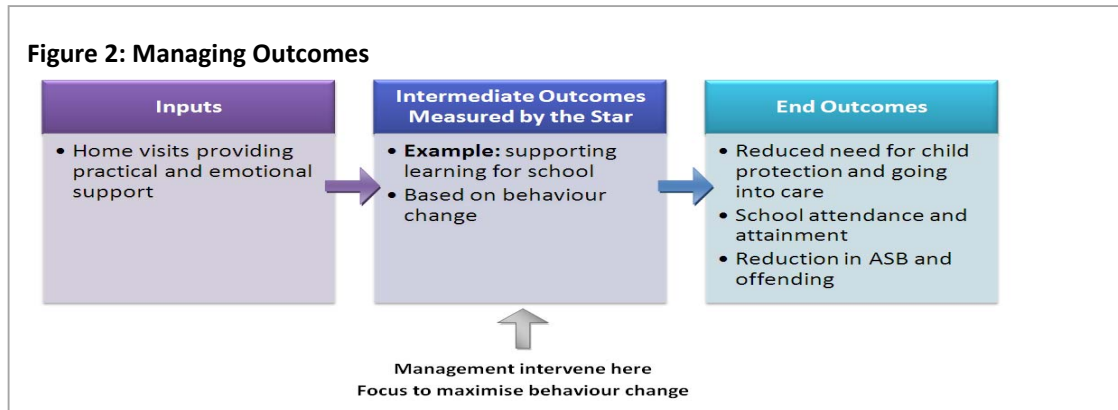 Figure 2: Managing Outcomes
Inputs
• Home visits providing
practical and emotional
support
Intermediate Outcomes
Measured by the Star
• Example: supporting
learning for school
• Based on behaviour
change
End Outcomes
• Reduced need for child
protection and going
into care
• School attendance and
attainment
• Reduction in ASB and
offending
Management intervene here
Focus to maximise behaviour change